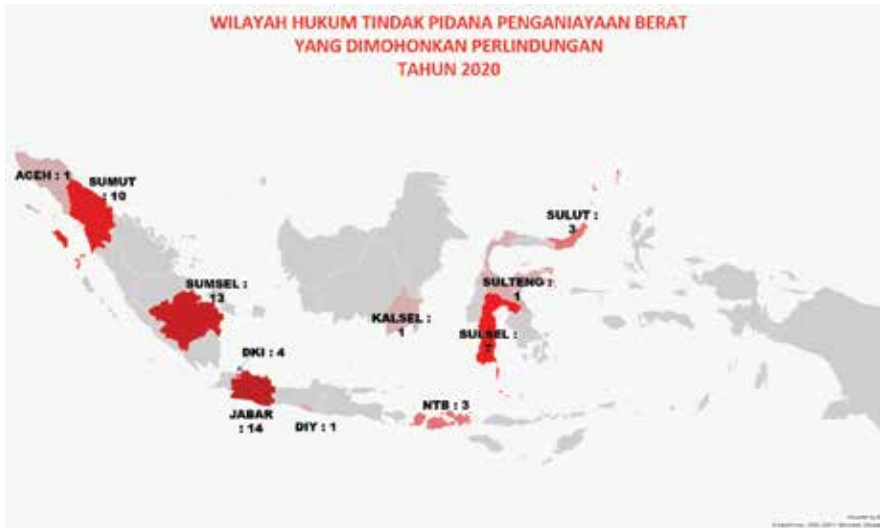 WILAYAH HUKUM TINDAK PIDANA PENGANIAYAAN BERAT
YANG DIMOHONKAN PERLINDUNGAN
TAHUN 2020
ACEH : 1
SUMUT
: 10
SULUT :
3
SUMSEL :
13
SULTENG :
1
KALSEL :
1
SULSEL :
7
DKI : 4
JABAR
: 14
DIY : 1
NTB : 3